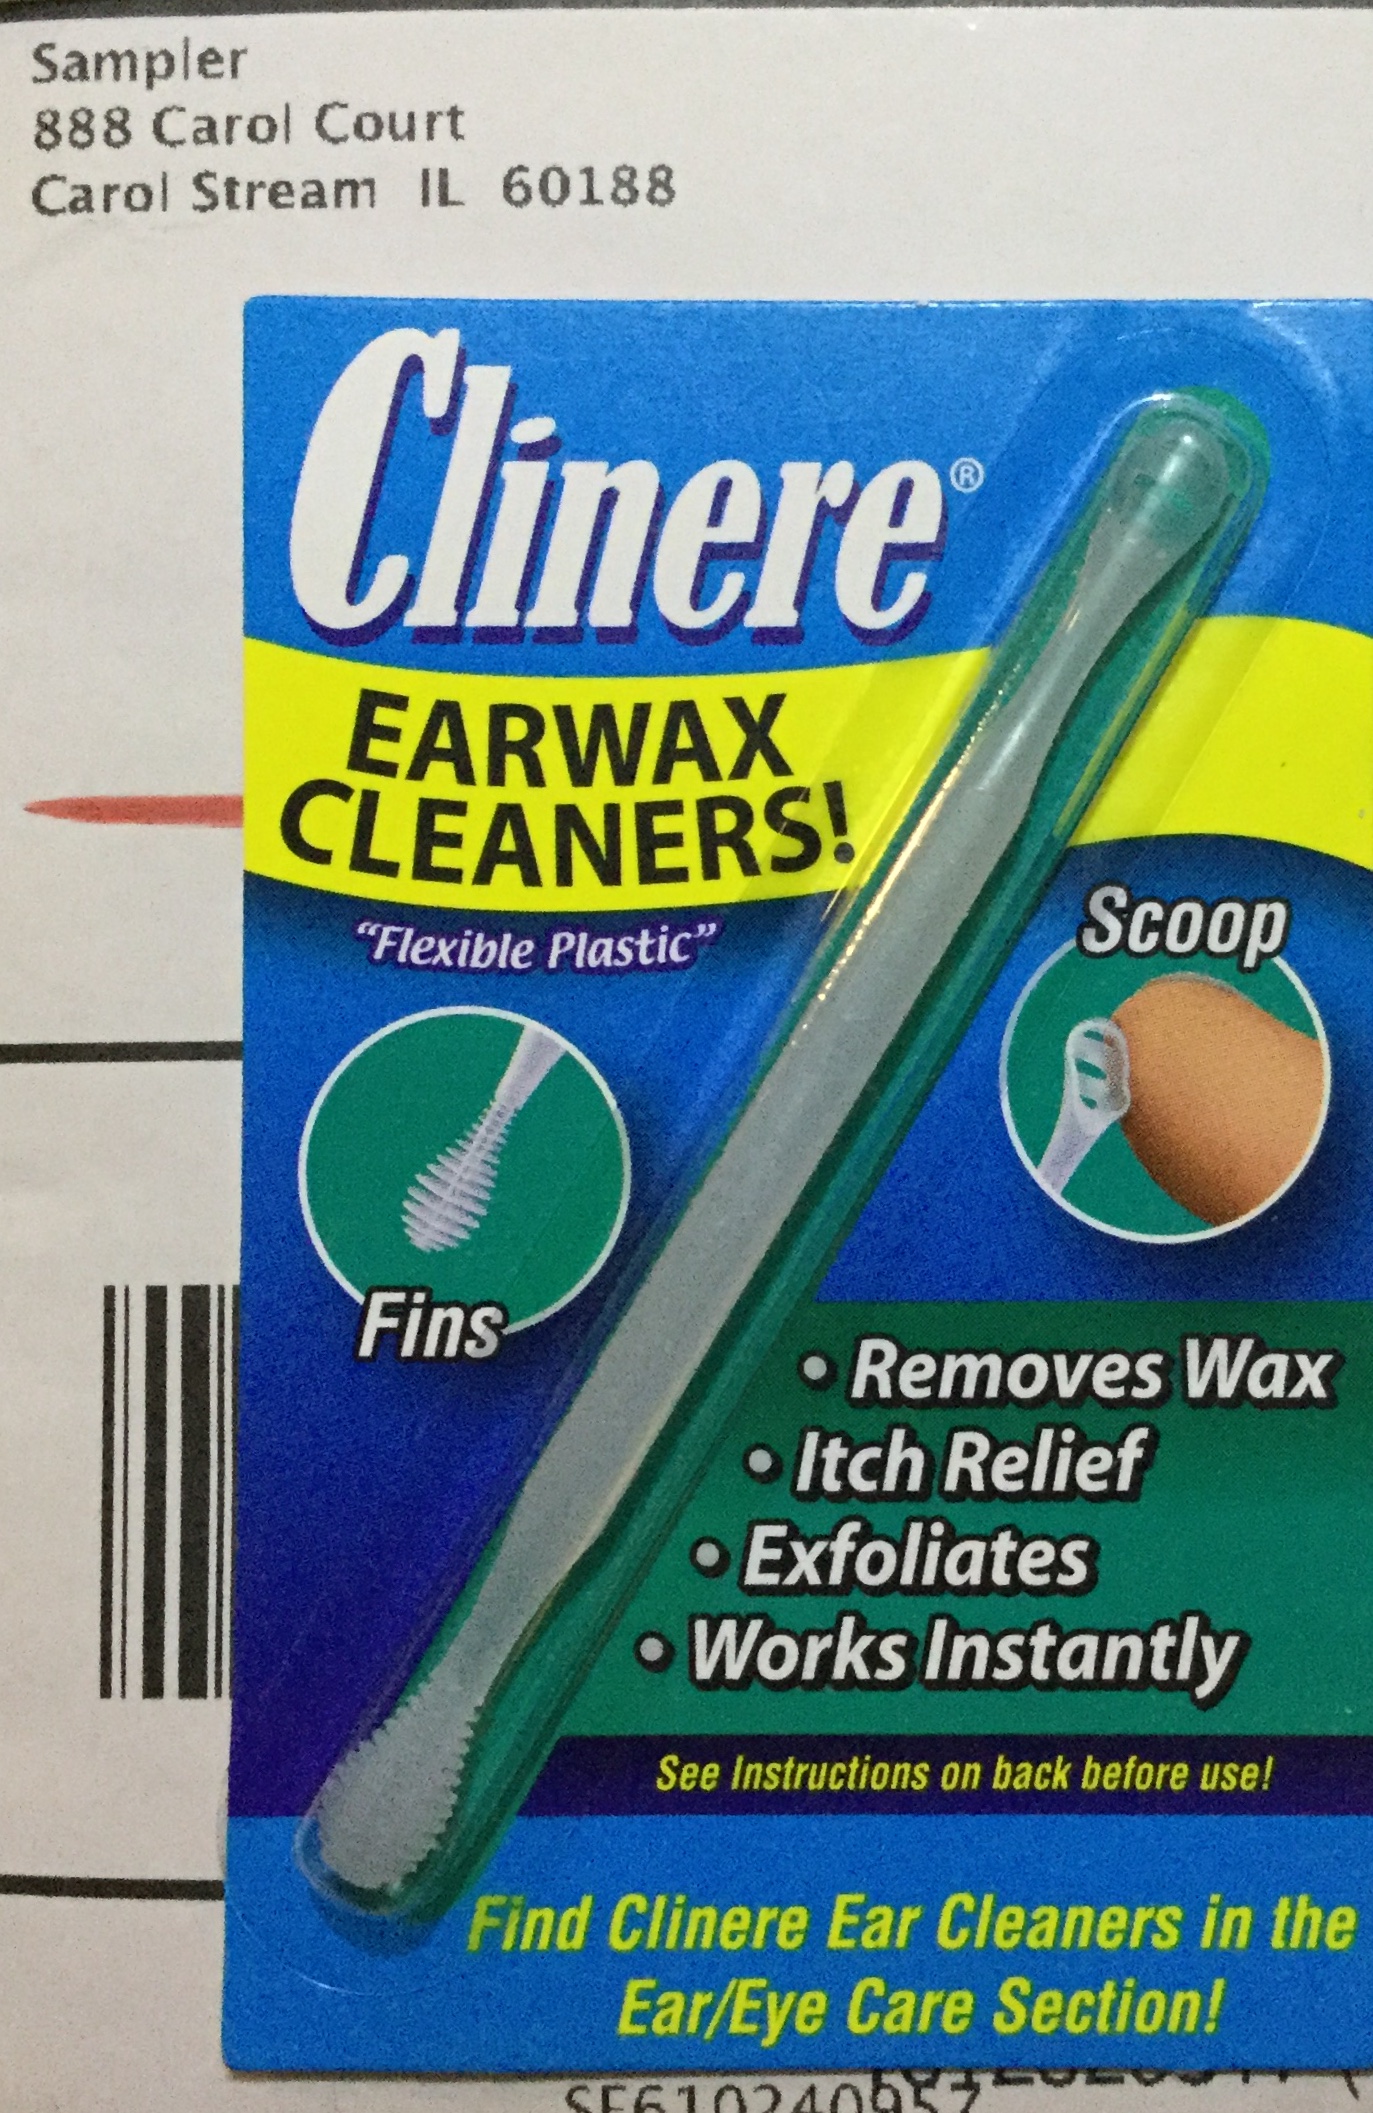 Sampler
888 Carol Court
Carol Stream IL 60188
Clinere®
EARWAX
CLEANERS!
"Flexible Plastic"
Scoop
Fins
• Removes Wax
• Itch Relief
• Exfoliates
• Works Instantly
See Instructions on back before use!
Find Clinere Ear Cleaners in the
Ear/Eye Care Section!
SF610240957